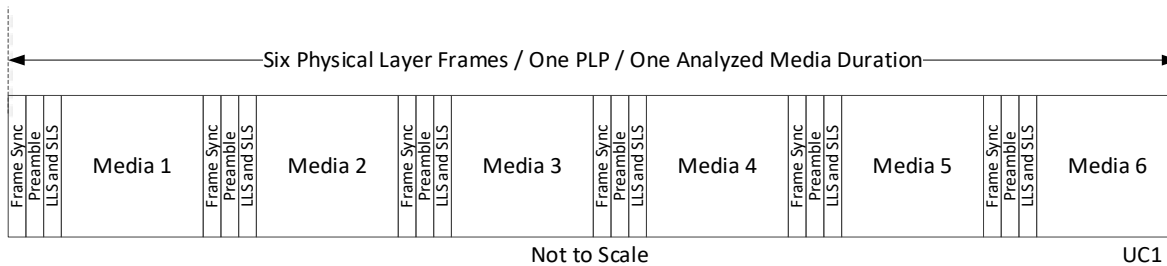 Six Physical Layer Frames / One PLP / One Analyzed Media Duration
Frame Sync
Preamble
LLS and SLS
Media 1
Frame Sync
Preamble
LLS and SLS
Media 2
Frame Sync
Preamble
LLS and SLS
Media 3
Frame Sync
Preamble
LLS and SLS
Media 4
Frame Sync
Preamble
LLS and SLS
Media 5
Frame Sync
Preamble
LLS and SLS
Media 6
Not to Scale
UC1